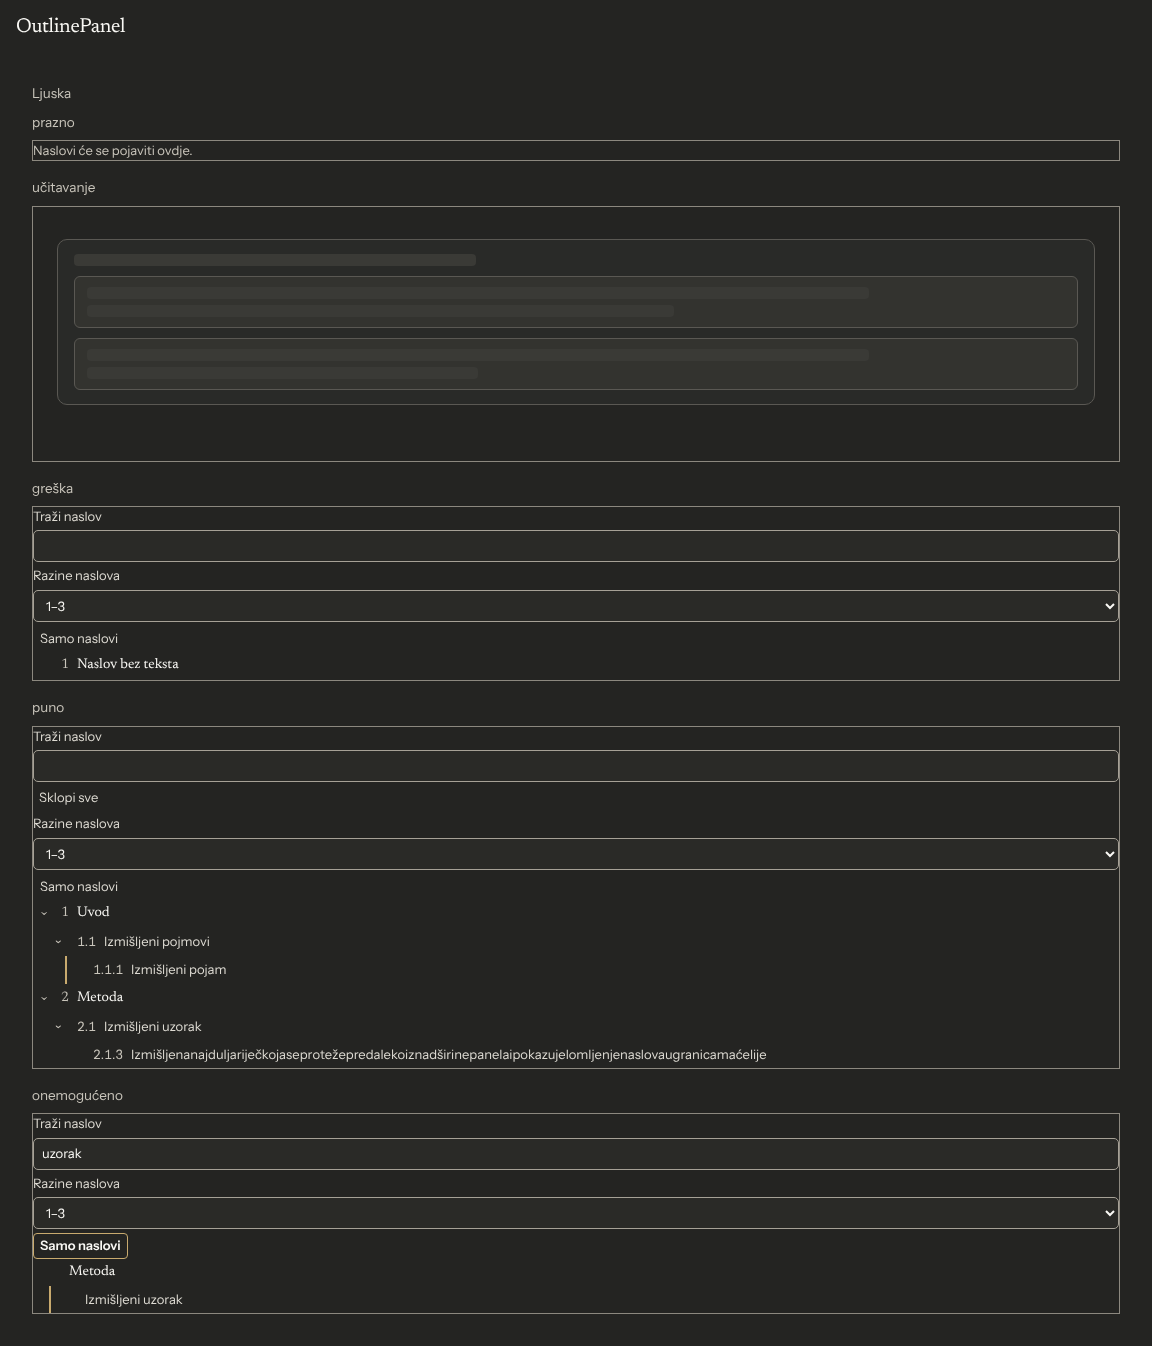 OutlinePanel
Ljuska
prazno
Naslovi će se pojaviti ovdje.
učitavanje
greška
Traži naslov
Razine naslova
1–3
Samo naslovi
1 Naslov bez teksta
puno
Traži naslov
Sklopi sve
Razine naslova
1–3
Samo naslovi
1 Uvod
1.1 Izmišljeni pojmovi
1.1.1 Izmišljeni pojam
2 Metoda
2.1 Izmišljeni uzorak
2.1.3 Izmišljenanajduljariječkojaseprotežepredalekoiznadširinepanelaipokazujelomljenjenaslovaugranicamaćelije
onemogućeno
Traži naslov
uzorak
Razine naslova
1–3
Samo naslovi
Metoda
Izmišljeni uzorak